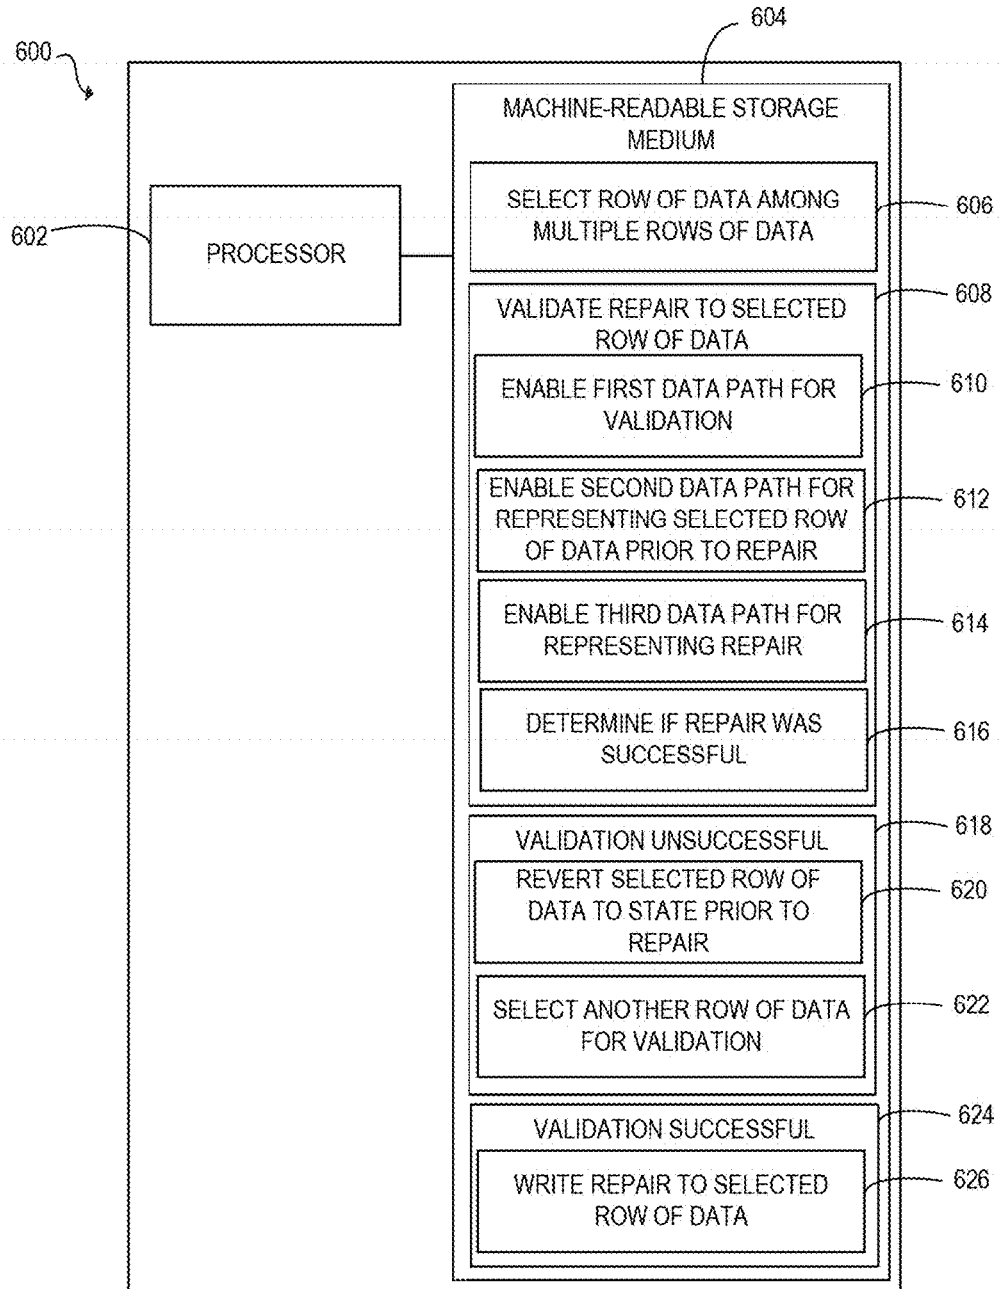 604
600
MACHINE-READABLE STORAGE
MEDIUM
SELECT ROW OF DATA AMONG
MULTIPLE ROWS OF DATA
606
602
PROCESSOR
608
VALIDATE REPAIR TO SELECTED
ROW OF DATA
610
ENABLE FIRST DATA PATH FOR
VALIDATION
612
ENABLE SECOND DATA PATH FOR
REPRESENTING SELECTED ROW
OF DATA PRIOR TO REPAIR
614
ENABLE THIRD DATA PATH FOR
REPRESENTING REPAIR
616
DETERMINE IF REPAIR WAS
SUCCESSFUL
618
VALIDATION UNSUCCESSFUL
620
REVERT SELECTED ROW OF
DATA TO STATE PRIOR TO
REPAIR
622
SELECT ANOTHER ROW OF DATA
FOR VALIDATION
624
VALIDATION SUCCESSFUL
626
WRITE REPAIR TO SELECTED
ROW OF DATA